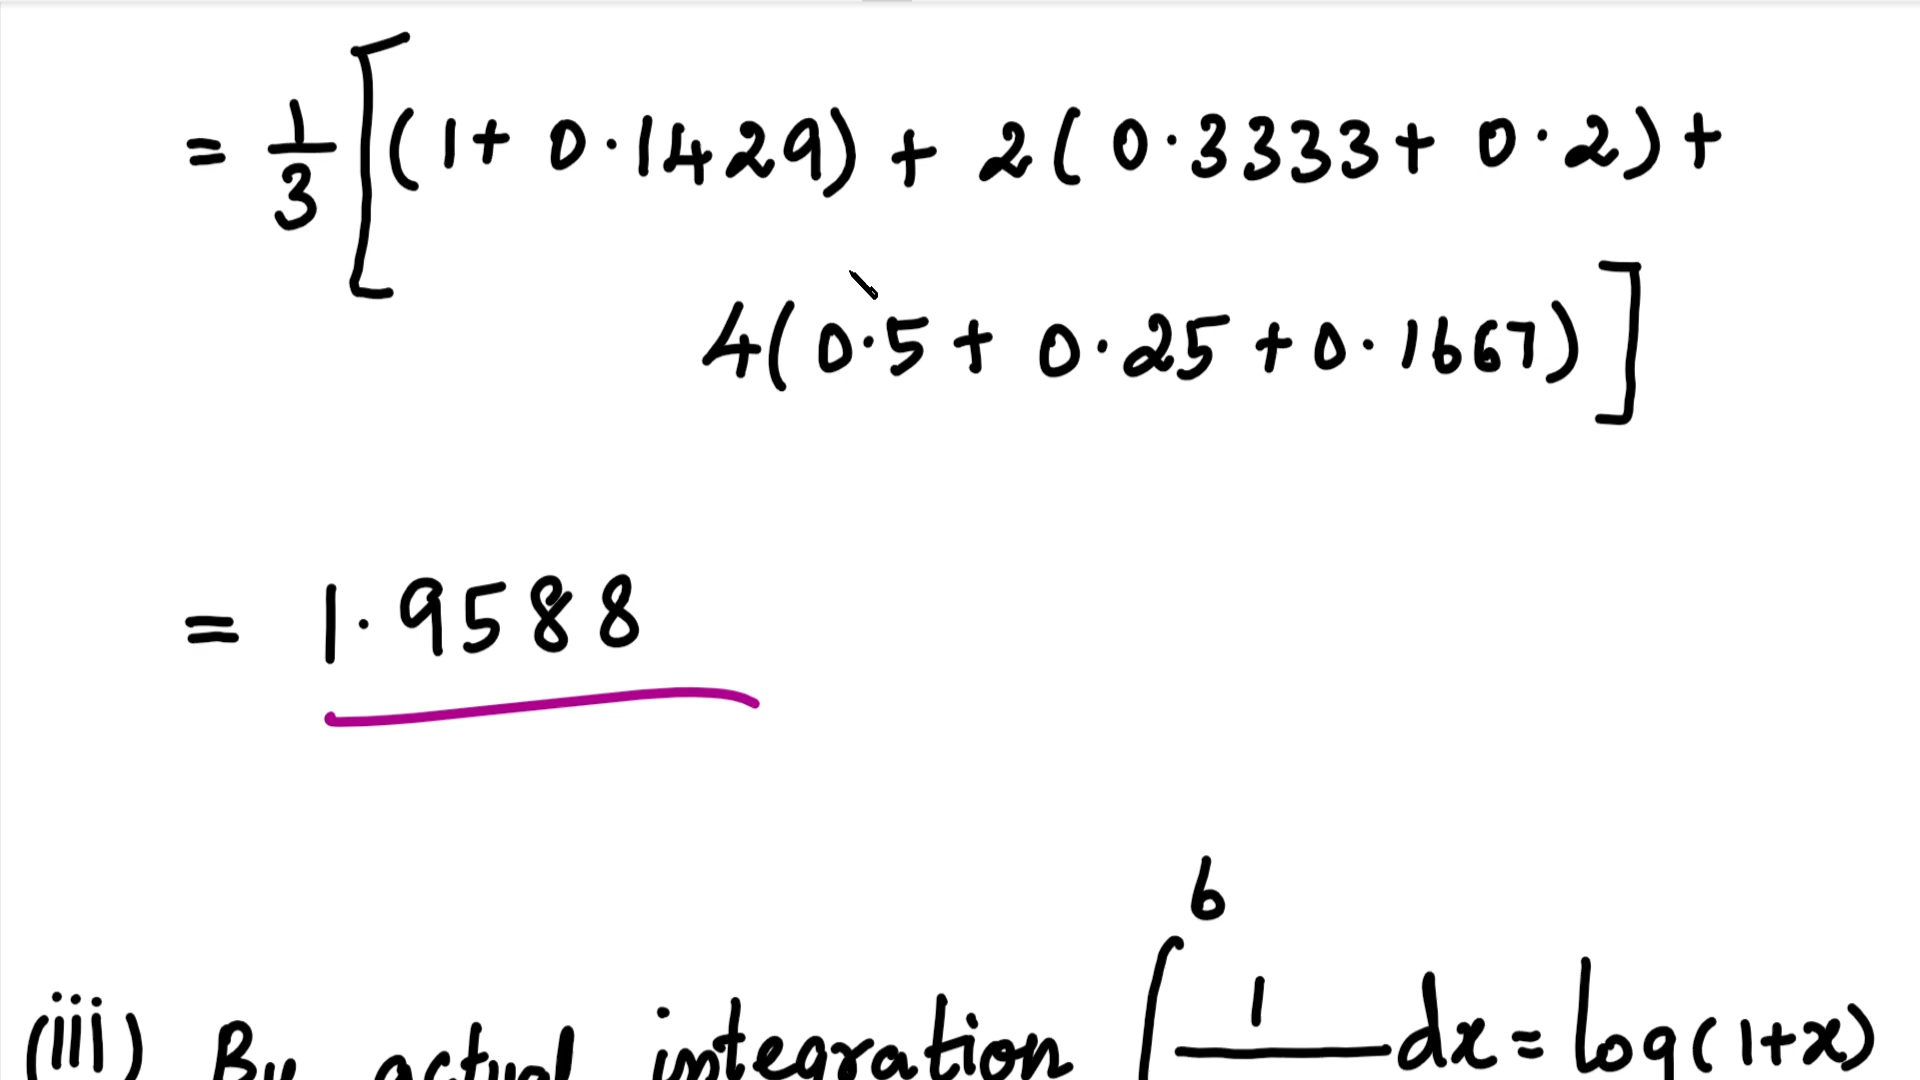 = 1/3 [(1 + 0.1429) + 2(0.3333 + 0.2) +
4(0.5 + 0.25 + 0.1667)]
= 1.9588
(iii) By actual integration ∫ 6 1 dx = log(1+x)